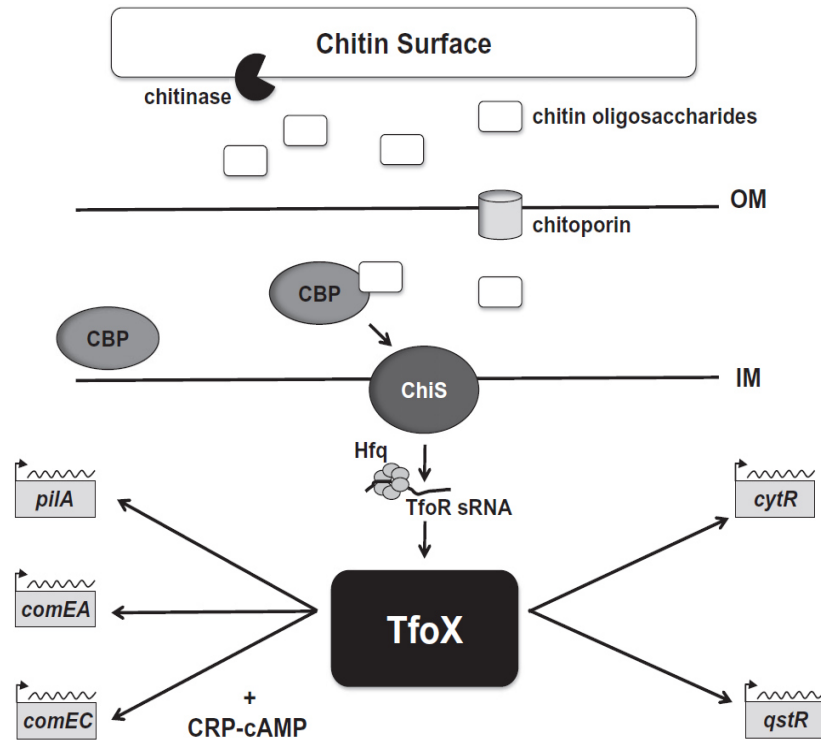 Chitin Surface
chitinase
chitin oligosaccharides
OM
chitoporin
CBP
CBP
IM
ChiS
Hfq
TfoR sRNA
pilA
cytR
comEA
TfoX
comEC
+
CRP-cAMP
qstR